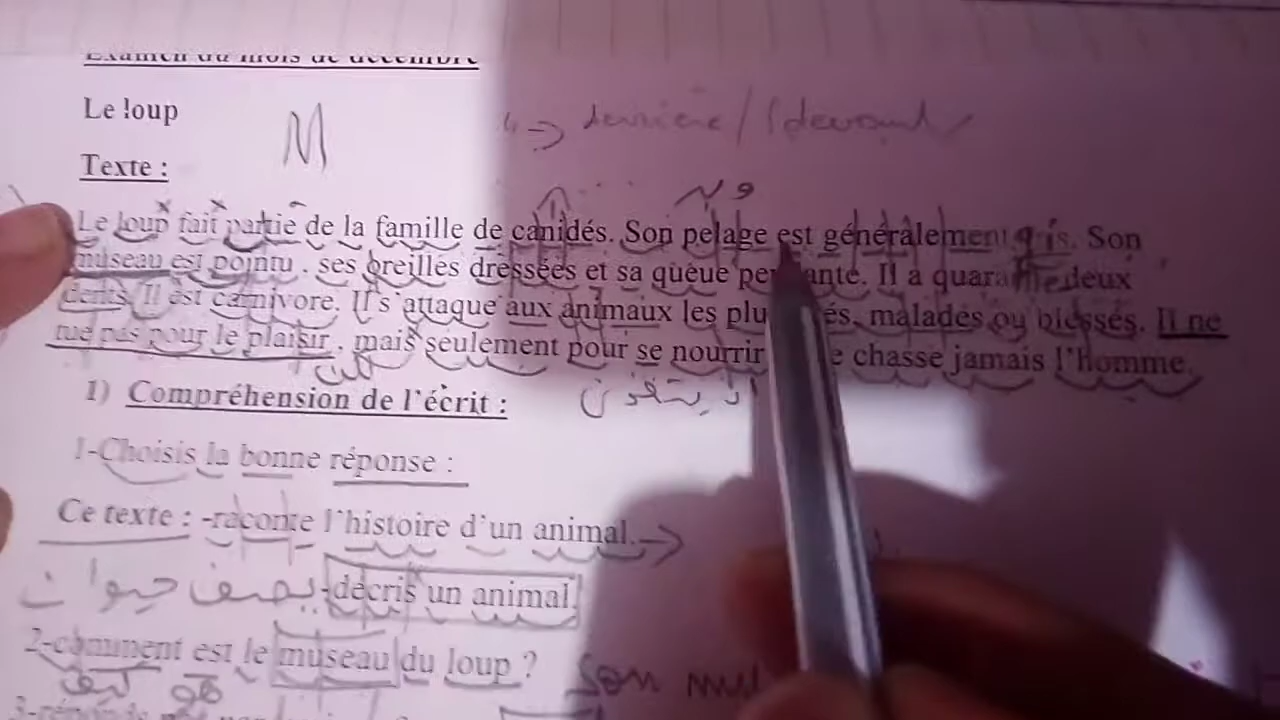 Examen du mois de décembre
Le loup
M
derrière /
Texte :
وبر
Le loup fait partie de la famille de canidés. Son pelage est généralement gris. Son
museau est pointu , ses oreilles dressées et sa queue pendante. Il a quarante deux
dents. Il est carnivore. Il s'attaque aux animaux les plus malades ou blessés. Il ne
tue pas pour le plaisir , mais seulement pour se nourrir chasse jamais l'homme.
1) Compréhension de l'écrit :
1-Choisis la bonne réponse :
Ce texte : -raconte l'histoire d'un animal.
يصف حيوان -décris un animal.
2-comment est le museau du loup ? Son mu
كيف هو